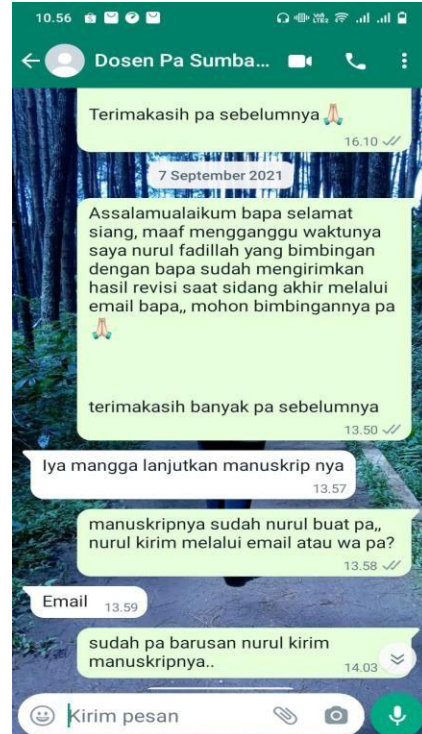 10.56
Dosen Pa Sumba...
Terimakasih pa sebelumnya 🙏🏻
16.10
7 September 2021
Assalamualaikum bapa selamat
siang, maaf mengganggu waktunya
saya nurul fadillah yang bimbingan
dengan bapa sudah mengirimkan
hasil revisi saat sidang akhir melalui
email bapa,, mohon bimbingannya pa
🙏🏻
terimakasih banyak pa sebelumnya
13.50
Iya mangga lanjutkan manuskrip nya
13.57
manuskripnya sudah nurul buat pa,,
nurul kirim melalui email atau wa pa?
13.58
Email 13.59
sudah pa barusan nurul kirim
manuskripnya..
14.03
Kirim pesan